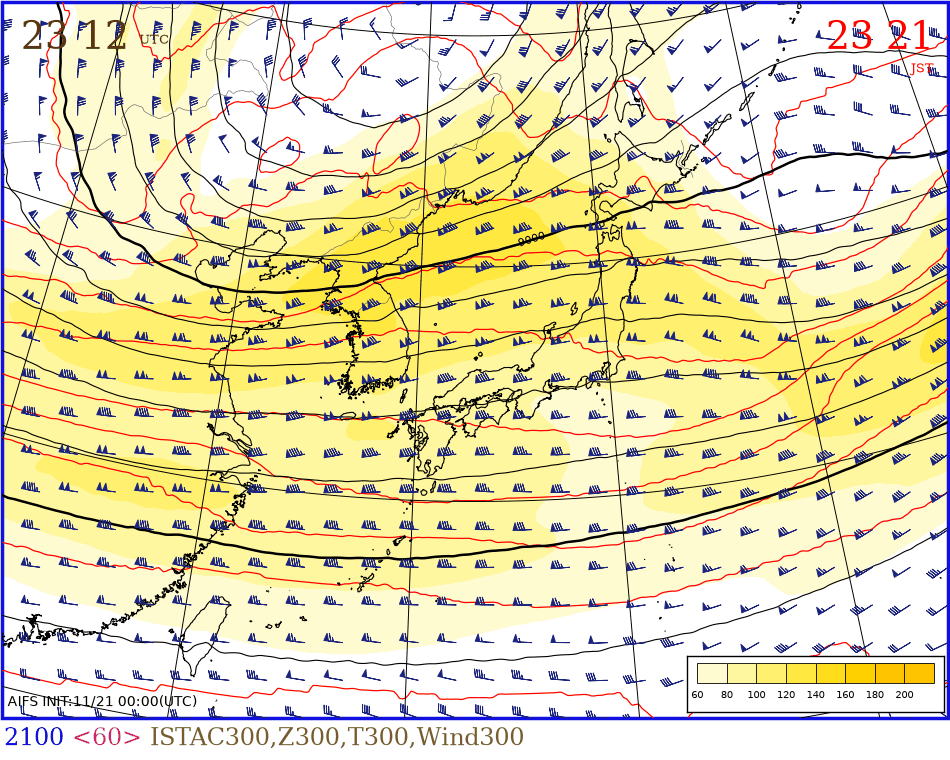 23 12 UTC
23 21
JST
9000
AIFS INIT:11/21 00:00(UTC)
60 80 100 120 140 160 180 200
2100 <60> ISTAC300,Z300,T300,Wind300